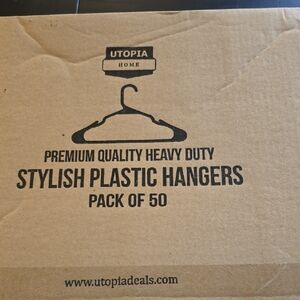 UTOPIA
HOME
PREMIUM QUALITY HEAVY DUTY
STYLISH PLASTIC HANGERS
PACK OF 50
www.utopiadeals.com